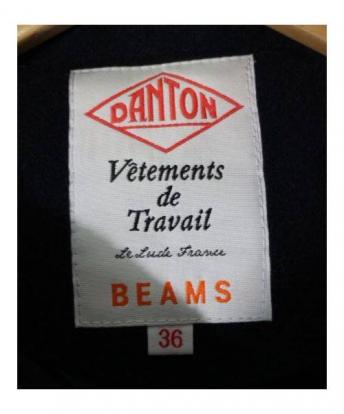 DANTON
Vêtements
de
Travail
Le Lude France
BEAMS
36